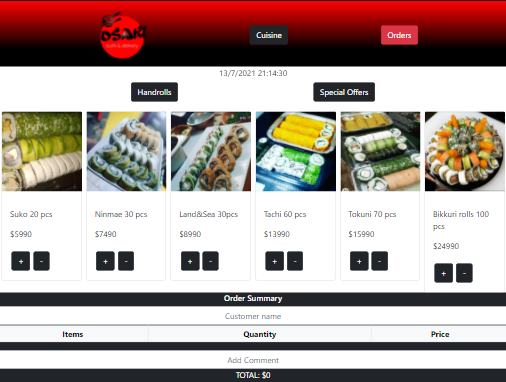 OSAKI
sushi & delivery
Cuisine
Orders
13/7/2021 21:14:30
Handrolls
Special Offers
Suko 20 pcs
$5990
+ -
Ninmae 30 pcs
$7490
+ -
Land&Sea 30pcs
$8990
+ -
Tachi 60 pcs
$13990
+ -
Tokuni 70 pcs
$15990
+ -
Bikkuri rolls 100
pcs
$24990
+ -
Order Summary
Customer name
Items Quantity Price
Add Comment
TOTAL: $0